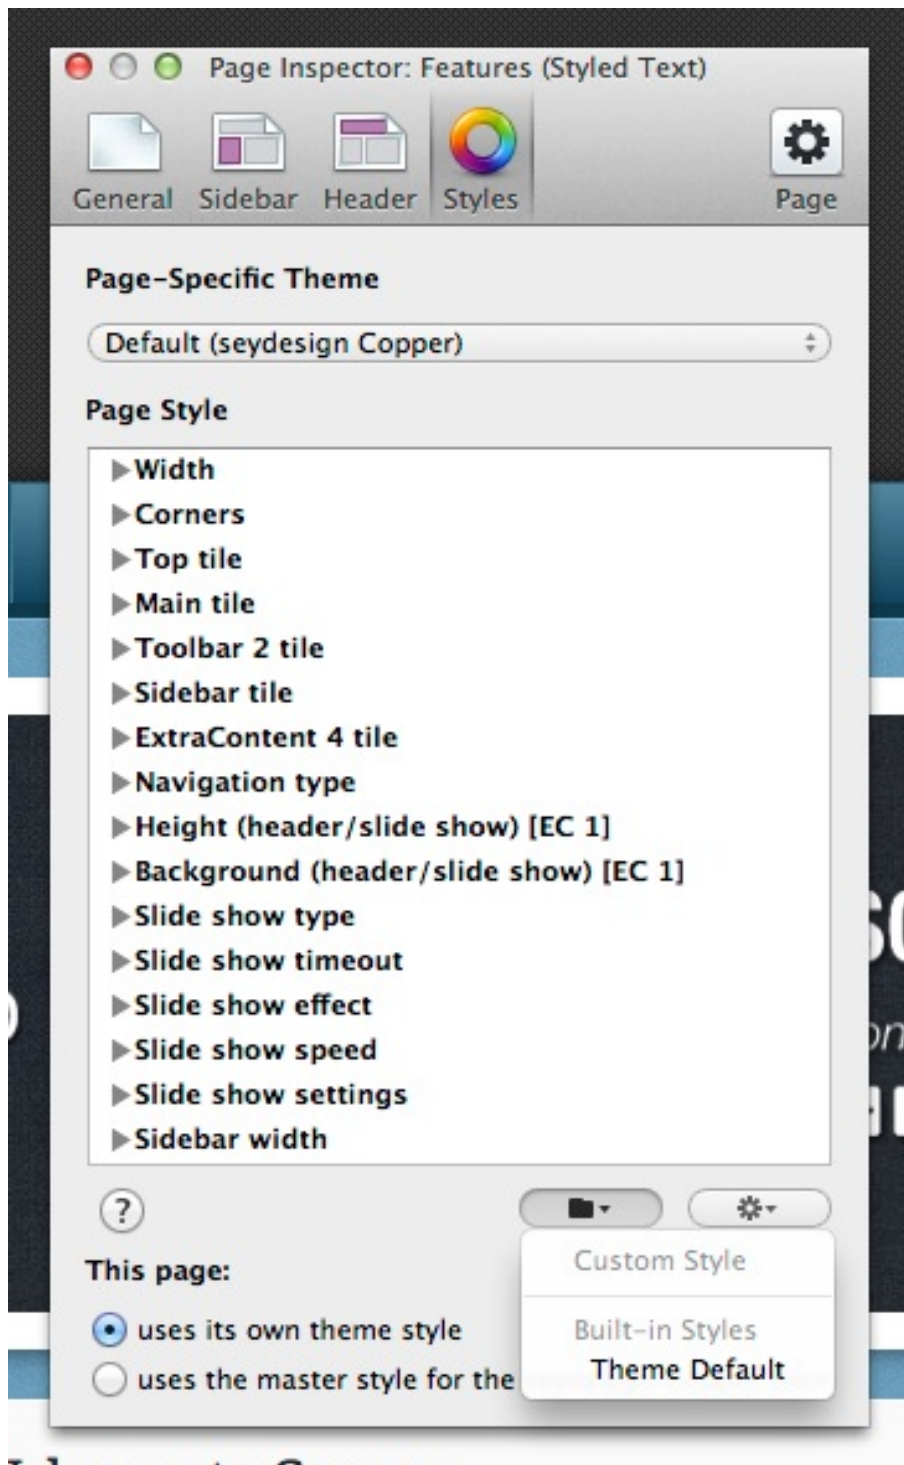 Page Inspector: Features (Styled Text)
General Sidebar Header Styles Page
Page-Specific Theme
Default (seydesign Copper)
Page Style
Width
Corners
Top tile
Main tile
Toolbar 2 tile
Sidebar tile
ExtraContent 4 tile
Navigation type
Height (header/slide show) [EC 1]
Background (header/slide show) [EC 1]
Slide show type
Slide show timeout
Slide show effect
Slide show speed
Slide show settings
Sidebar width
?
Custom Style
This page:
uses its own theme style
Built-in Styles
Theme Default
uses the master style for the